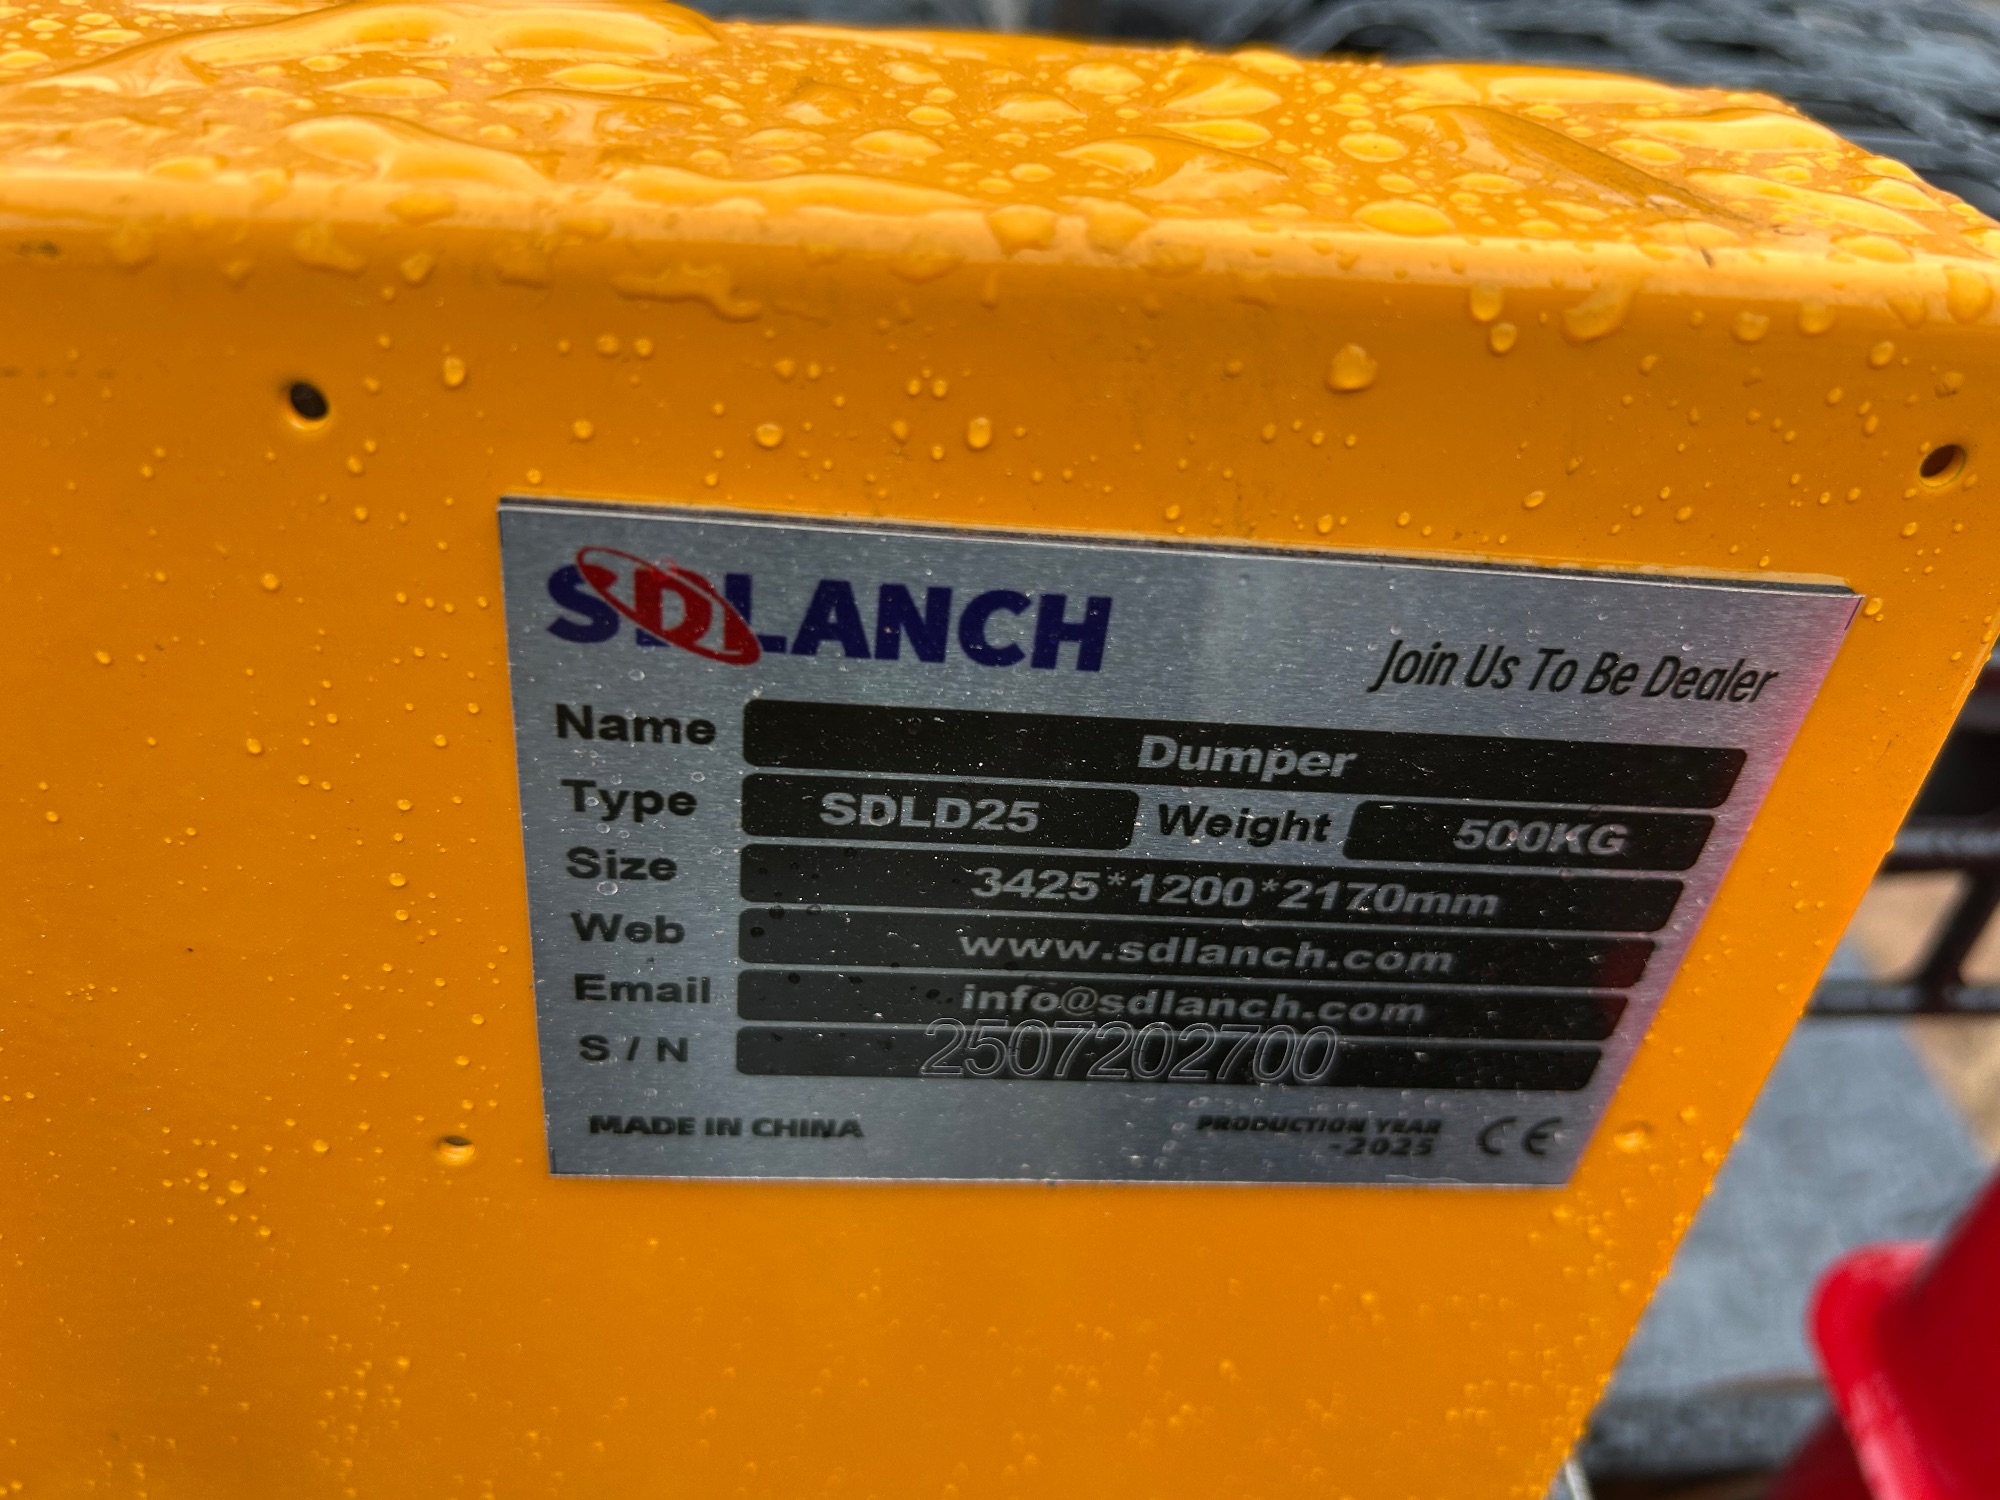 SDLANCH
Join Us To Be Dealer
Name Dumper
Type SDLD25 Weight 500KG
Size 3425*1200*2170mm
Web www.sdlanch.com
Email info@sdlanch.com
S / N 2507202700
MADE IN CHINA
PRODUCTION YEAR
-2025
CE